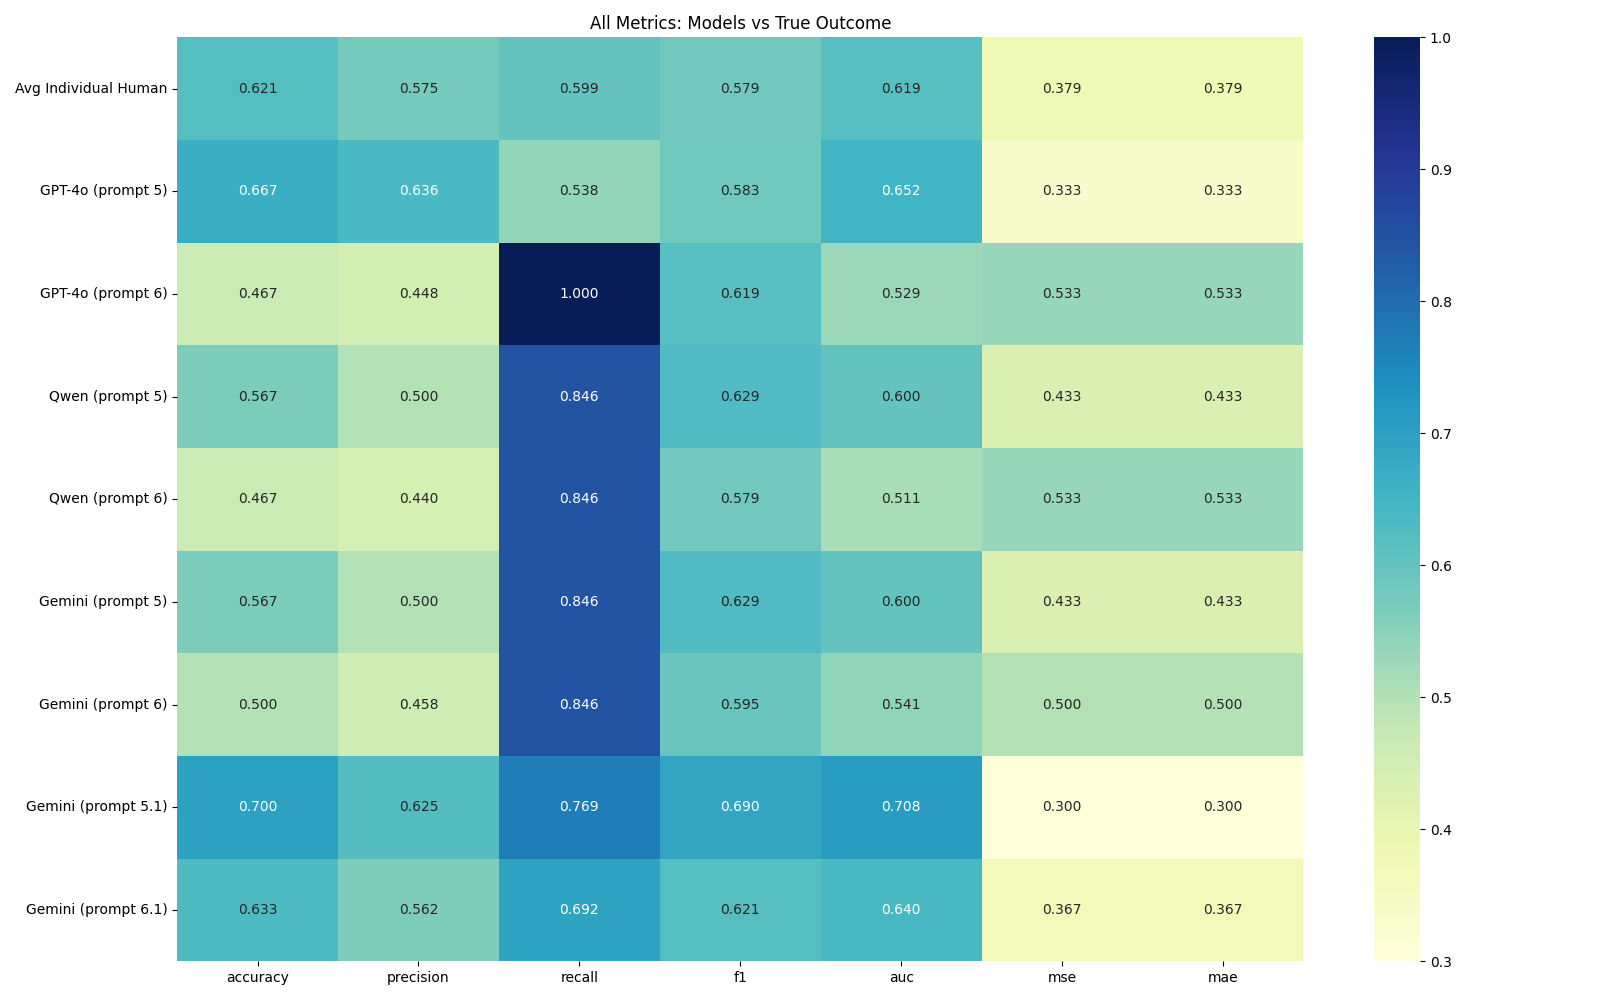 All Metrics: Models vs True Outcome
Avg Individual Human 0.621 0.575 0.599 0.579 0.619 0.379 0.379
GPT-4o (prompt 5) 0.667 0.636 0.538 0.583 0.652 0.333 0.333
GPT-4o (prompt 6) 0.467 0.448 1.000 0.619 0.529 0.533 0.533
Qwen (prompt 5) 0.567 0.500 0.846 0.629 0.600 0.433 0.433
Qwen (prompt 6) 0.467 0.440 0.846 0.579 0.511 0.533 0.533
Gemini (prompt 5) 0.567 0.500 0.846 0.629 0.600 0.433 0.433
Gemini (prompt 6) 0.500 0.458 0.846 0.595 0.541 0.500 0.500
Gemini (prompt 5.1) 0.700 0.625 0.769 0.690 0.708 0.300 0.300
Gemini (prompt 6.1) 0.633 0.562 0.692 0.621 0.640 0.367 0.367
accuracy precision recall f1 auc mse mae
1.0
0.9
0.8
0.7
0.6
0.5
0.4
0.3